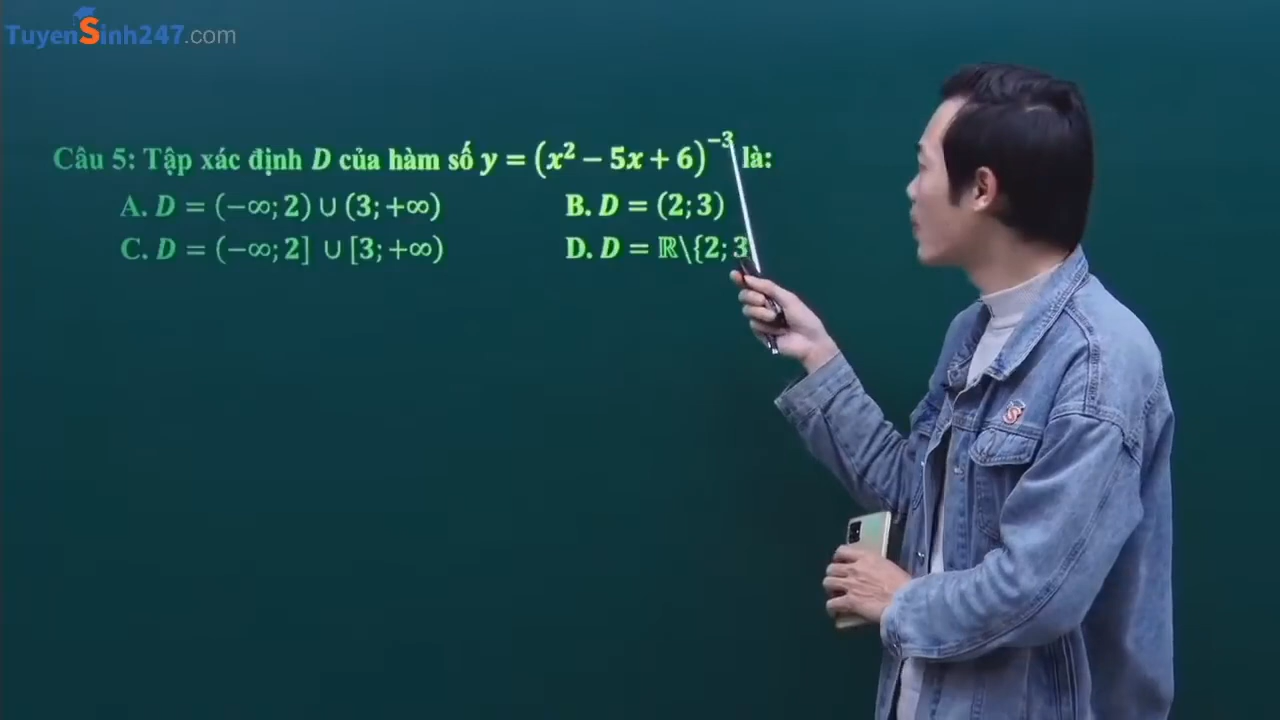 TuyenSinh247.com
Câu 5: Tập xác định D của hàm số y = (x² − 5x + 6)⁻³ là:
A. D = (−∞; 2) ∪ (3; +∞) B. D = (2; 3)
C. D = (−∞; 2] ∪ [3; +∞) D. D = ℝ\{2; 3